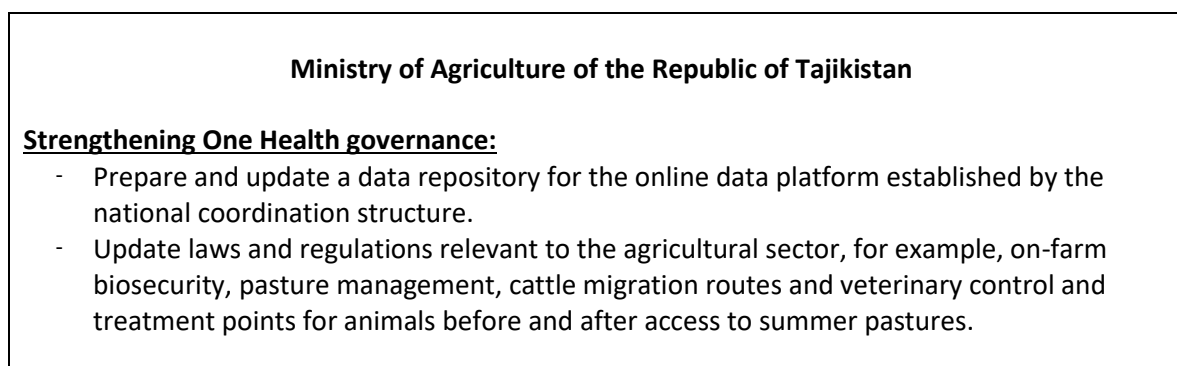 Ministry of Agriculture of the Republic of Tajikistan
Strengthening One Health governance:
- Prepare and update a data repository for the online data platform established by the
national coordination structure.
- Update laws and regulations relevant to the agricultural sector, for example, on-farm
biosecurity, pasture management, cattle migration routes and veterinary control and
treatment points for animals before and after access to summer pastures.